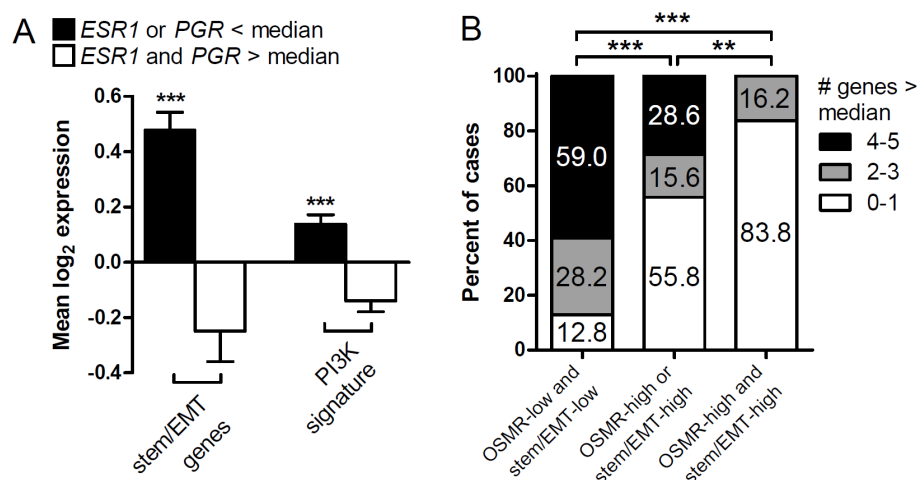 A
ESR1 or PGR < median
ESR1 and PGR > median
Mean log2 expression
0.6
0.4
0.2
0.0
-0.2
-0.4
***
***
stem/EMT
genes
PI3K
signature
B
***
***
**
Percent of cases
100
80
60
40
20
0
59.0
28.2
12.8
28.6
15.6
55.8
16.2
83.8
# genes >
median
4-5
2-3
0-1
OSMR-low and
stem/EMT-low
OSMR-high or
stem/EMT-high
OSMR-high and
stem/EMT-high